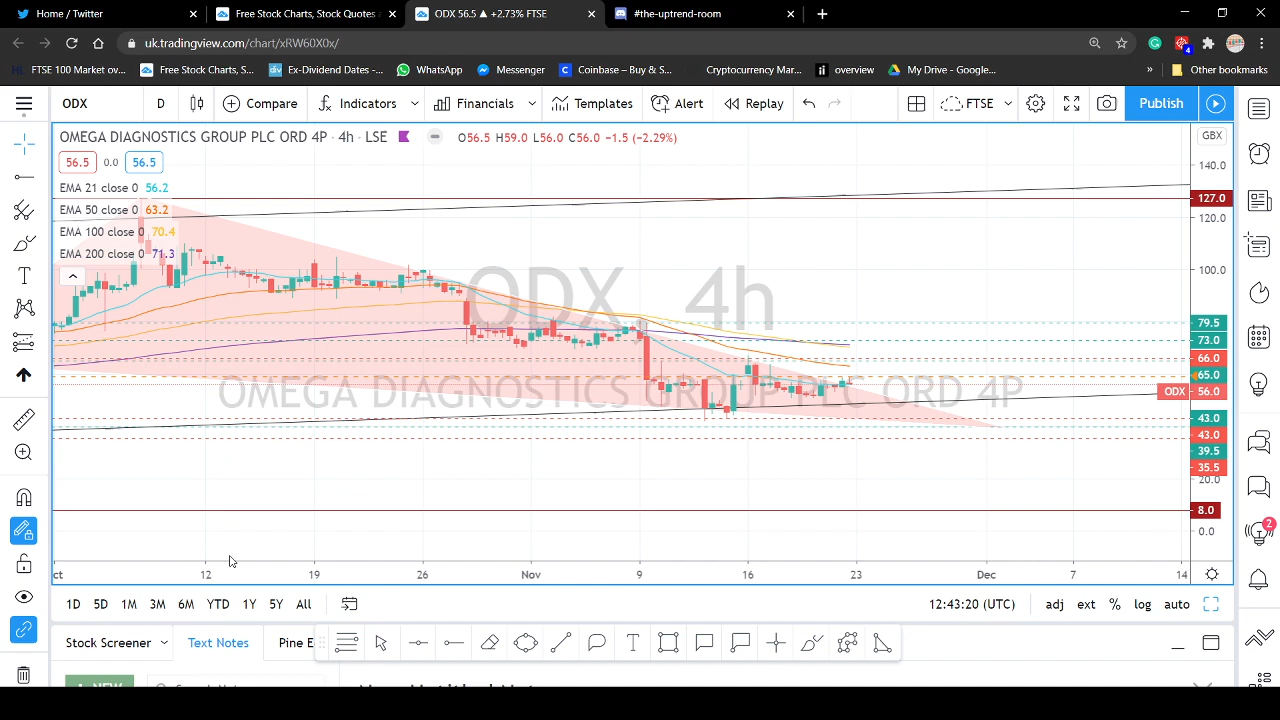 Home / Twitter
Free Stock Charts, Stock Quotes a
ODX 56.5 ▲ +2.73% FTSE
#the-uptrend-room
uk.tradingview.com/chart/xRW60X0x/
4
FTSE 100 Market ov...
Free Stock Charts, S...
Ex-Dividend Dates -...
WhatsApp
Messenger
Coinbase – Buy & S...
Cryptocurrency Mar...
overview
My Drive - Google...
»
Other bookmarks
ODX
D
Compare
Indicators
Financials
Templates
Alert
Replay
FTSE
Publish
OMEGA DIAGNOSTICS GROUP PLC ORD 4P · 4h · LSE
O56.5 H59.0 L56.0 C56.0 −1.5 (−2.29%)
GBX
56.5 0.0 56.5
EMA 21 close 0 56.2
EMA 50 close 0 63.2
EMA 100 close 0 70.4
EMA 200 close 0 71.3
ODX 4h
OMEGA DIAGNOSTICS GROUP PLC ORD 4P
140.0
127.0
120.0
100.0
79.5
73.0
66.0
65.0
ODX 56.0
43.0
43.0
39.5
35.5
20.0
8.0
0.0
ct 12 19 26 Nov 9 16 23 Dec 7 14
1D 5D 1M 3M 6M YTD 1Y 5Y All
12:43:20 (UTC) adj ext % log auto
Stock Screener
Text Notes
Pine E
2
NEW